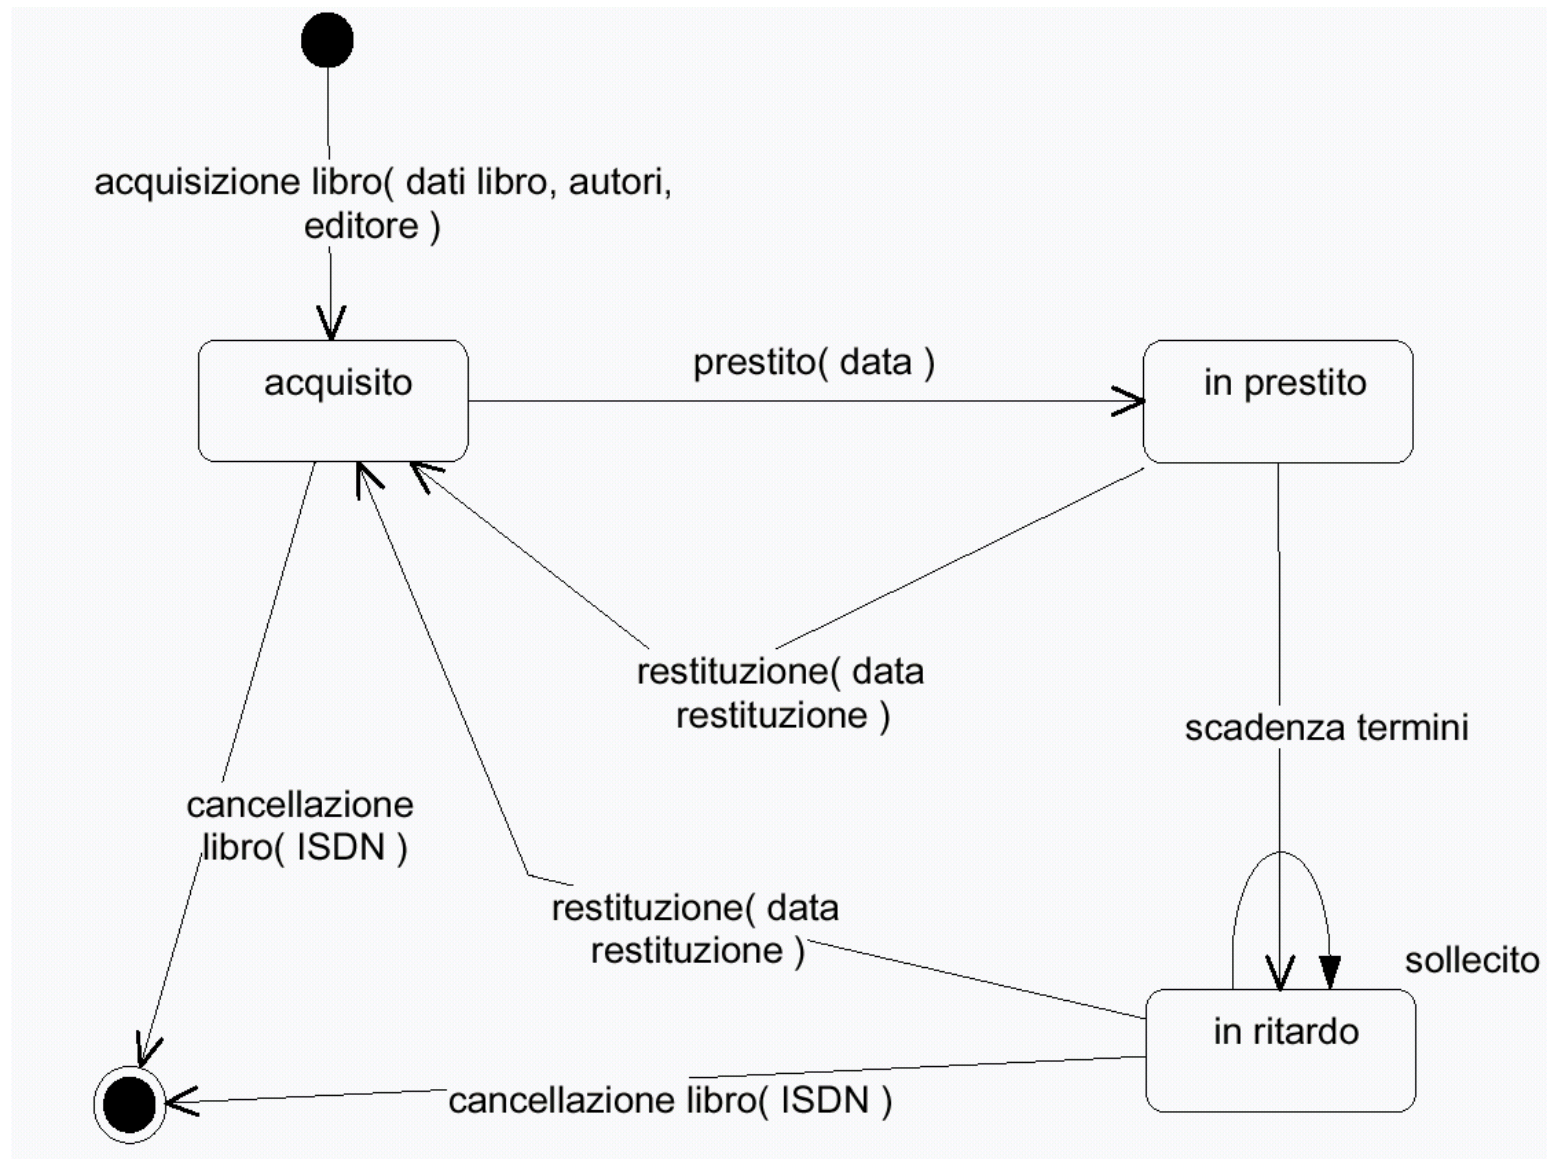 acquisizione libro( dati libro, autori,
editore )
acquisito
prestito( data )
in prestito
restituzione( data
restituzione )
scadenza termini
cancellazione
libro( ISDN )
restituzione( data
restituzione )
sollecito
in ritardo
cancellazione libro( ISDN )